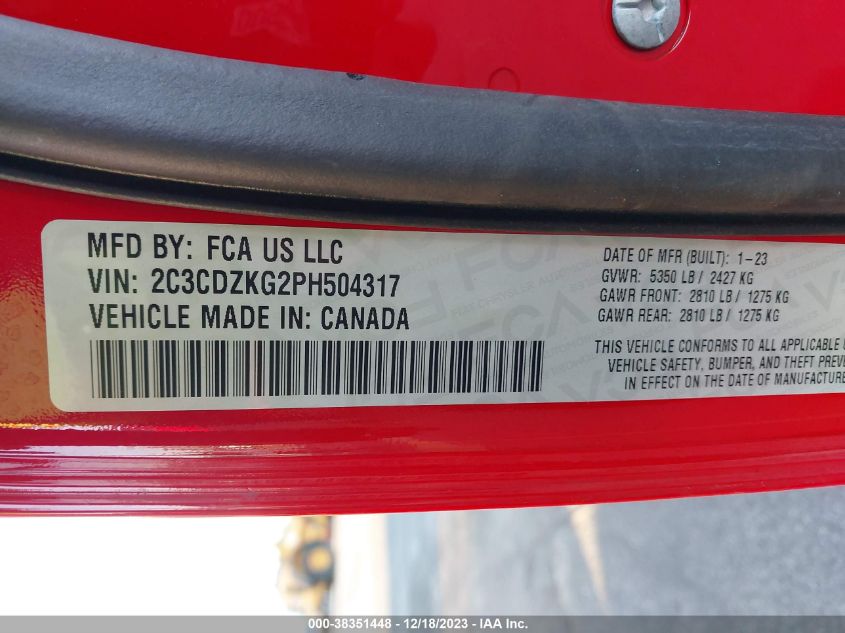 MFD BY: FCA US LLC
VIN: 2C3CDZKG2PH504317
VEHICLE MADE IN: CANADA
DATE OF MFR (BUILT): 1-23
GVWR: 5350 LB / 2427 KG
GAWR FRONT: 2810 LB / 1275 KG
GAWR REAR: 2810 LB / 1275 KG
THIS VEHICLE CONFORMS TO ALL APPLICABLE
VEHICLE SAFETY, BUMPER, AND THEFT PREVE
IN EFFECT ON THE DATE OF MANUFACTURE
000-38351448 - 12/18/2023 - IAA Inc.